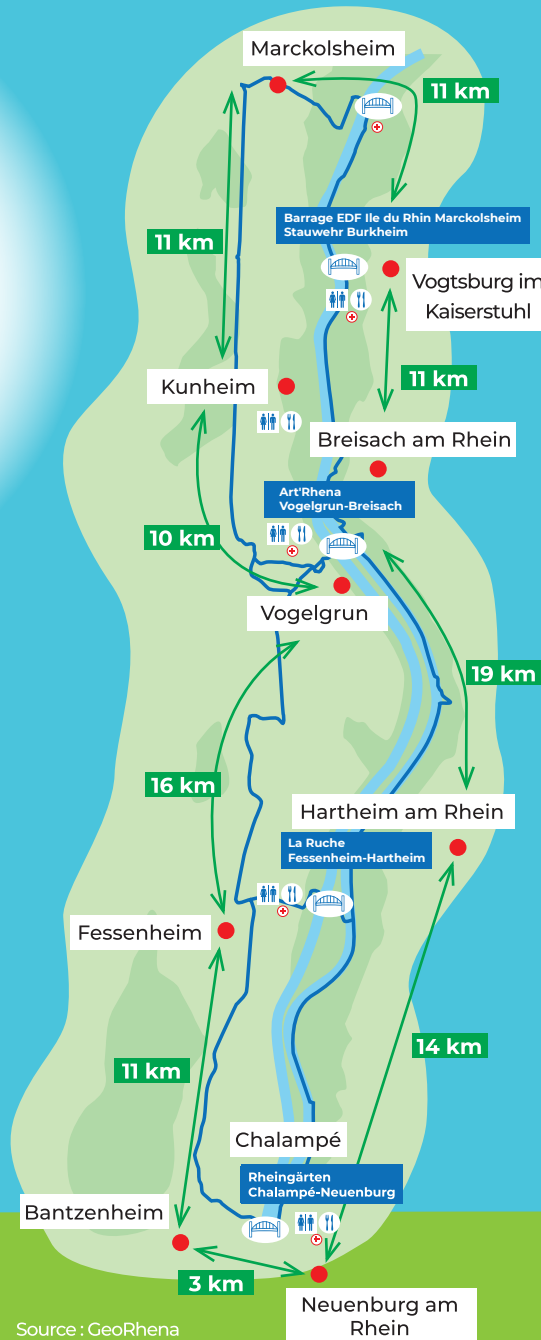 Marckolsheim
11 km
Barrage EDF Ile du Rhin Marckolsheim
Stauwehr Burkheim
11 km
Vogtsburg im
Kaiserstuhl
Kunheim
11 km
Breisach am Rhein
Art'Rhena
Vogelgrun-Breisach
10 km
Vogelgrun
19 km
16 km
Hartheim am Rhein
La Ruche
Fessenheim-Hartheim
Fessenheim
14 km
11 km
Chalampé
Rheingärten
Chalampé-Neuenburg
Bantzenheim
3 km
Neuenburg am
Rhein
Source : GeoRhena